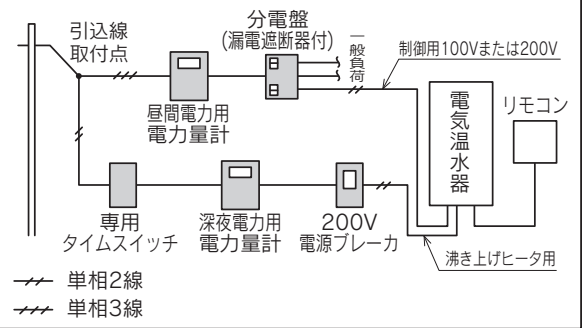 引込線
取付点
分電盤
(漏電遮断器付)
一般負荷
制御用100Vまたは200V
昼間電力用
電力量計
電気温水器
リモコン
専用
タイムスイッチ
深夜電力用
電力量計
200V
電源ブレーカ
沸き上げヒータ用
単相2線
単相3線